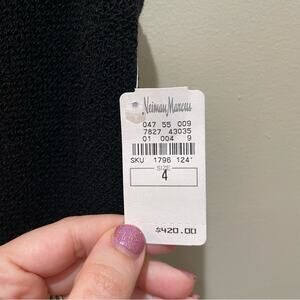 Neiman Marcus
047 55 009
7827 43035
01 004 9
SKU 1796 124'
SIZE
4
$420.00